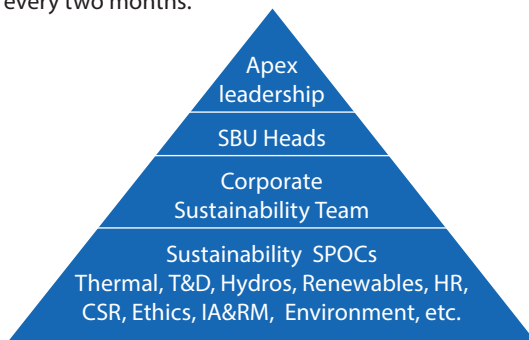 every two months.
Apex
leadership
SBU Heads
Corporate
Sustainability Team
Sustainability SPOCs
Thermal, T&D, Hydros, Renewables, HR,
CSR, Ethics, IA&RM, Environment, etc.